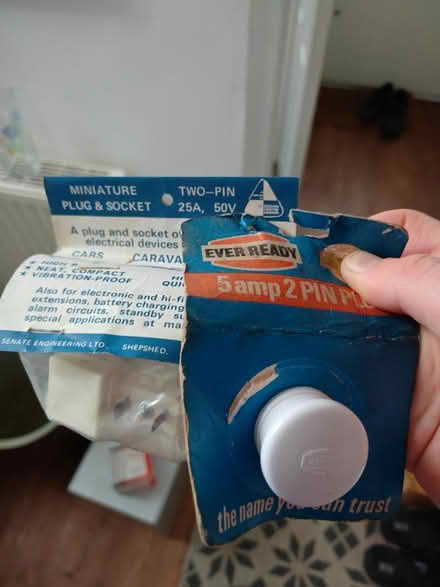 MINIATURE
PLUG & SOCKET
TWO-PIN
25A, 50V
A plug and socket
electrical devices
CARS
NEAT, COMPACT
VIBRATION-PROOF
Also for electronic and hi-fi
extensions, battery charging
alarm circuits, standby
special applications at
SENATE ENGINEERING LTD. SHEPSHED,
EVER READY
5 amp 2 PIN
the name you can trust